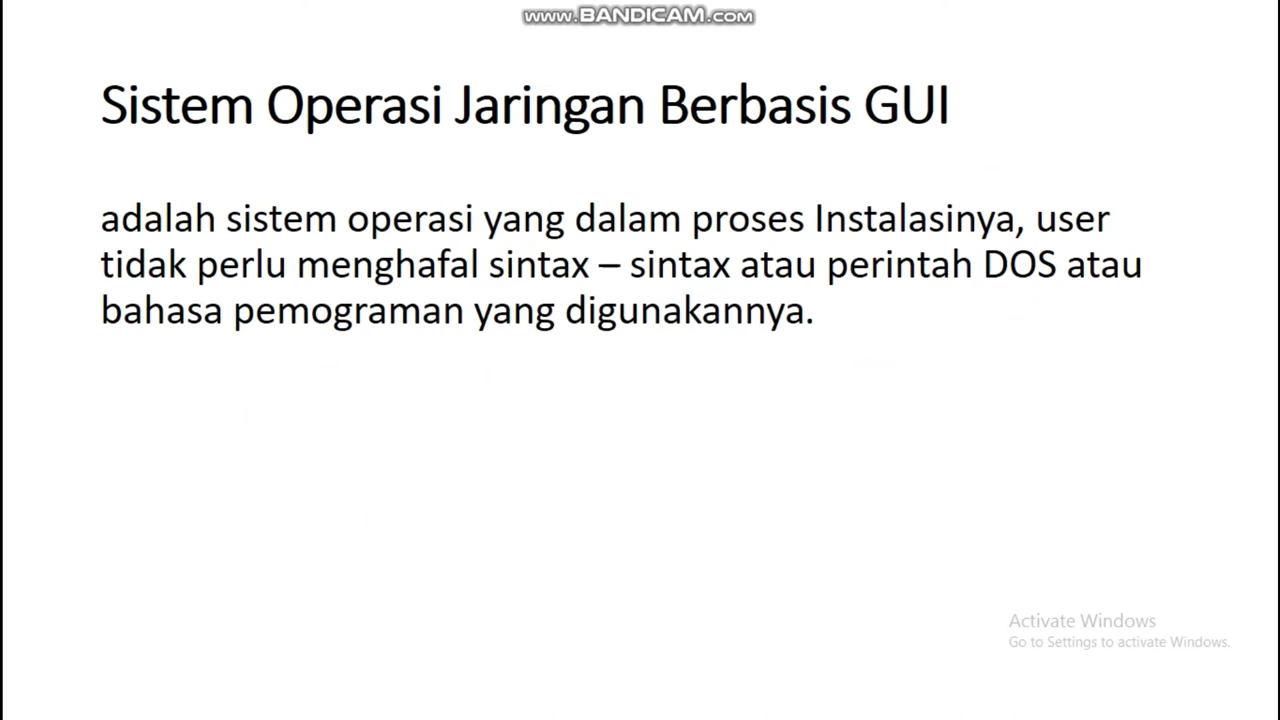 www.BANDICAM.com
Sistem Operasi Jaringan Berbasis GUI
adalah sistem operasi yang dalam proses Instalasinya, user
tidak perlu menghafal sintax – sintax atau perintah DOS atau
bahasa pemograman yang digunakannya.
Activate Windows
Go to Settings to activate Windows.